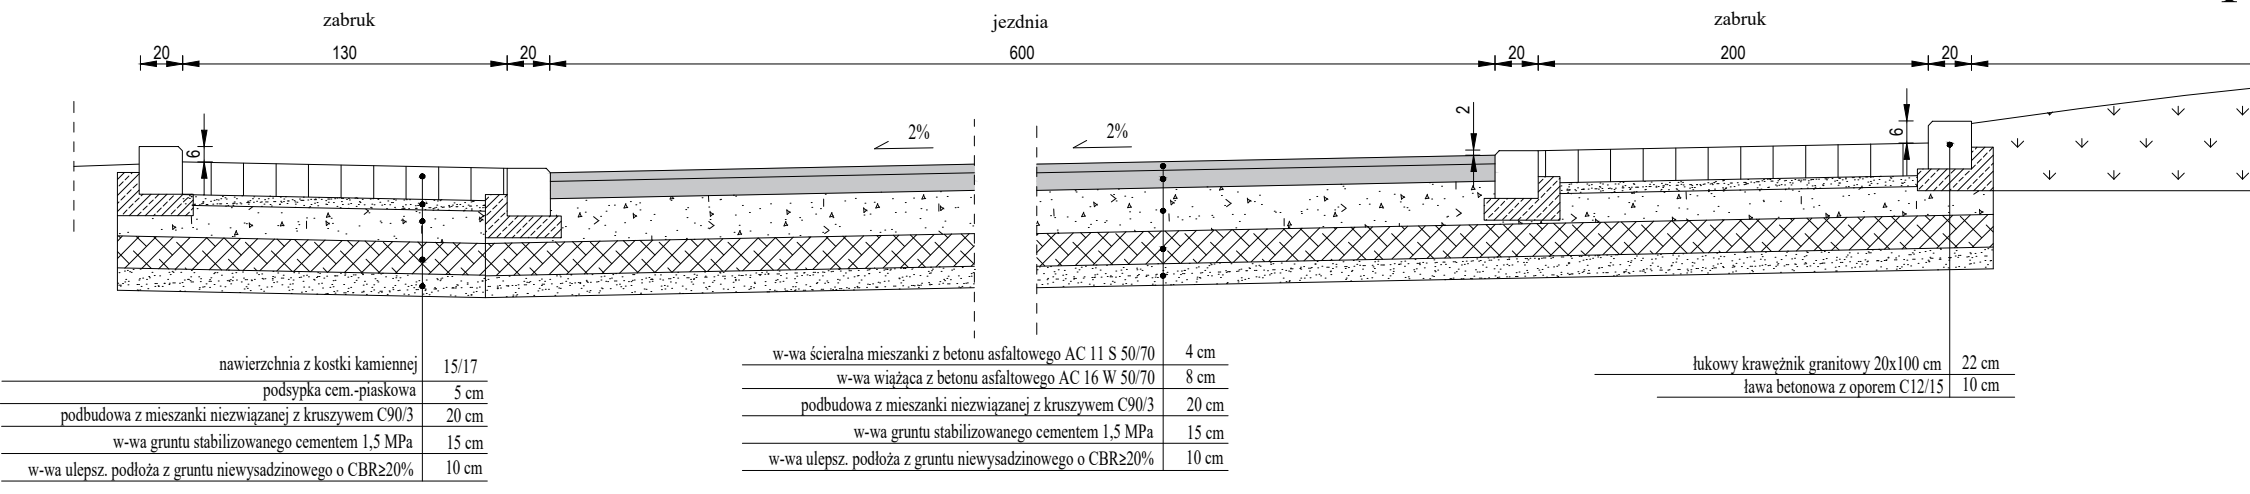 zabruk
jezdnia
zabruk
20
130
20
600
20
200
20
6
2%
2%
2
6
nawierzchnia z kostki kamiennej 15/17
podsypka cem.-piaskowa 5 cm
podbudowa z mieszanki niezwiązanej z kruszywem C90/3 20 cm
w-wa gruntu stabilizowanego cementem 1,5 MPa 15 cm
w-wa ulepsz. podłoża z gruntu niewysadzinowego o CBR≥20% 10 cm
w-wa ścieralna mieszanki z betonu asfaltowego AC 11 S 50/70 4 cm
w-wa wiążąca z betonu asfaltowego AC 16 W 50/70 8 cm
podbudowa z mieszanki niezwiązanej z kruszywem C90/3 20 cm
w-wa gruntu stabilizowanego cementem 1,5 MPa 15 cm
w-wa ulepsz. podłoża z gruntu niewysadzinowego o CBR≥20% 10 cm
łukowy krawężnik granitowy 20x100 cm 22 cm
ława betonowa z oporem C12/15 10 cm